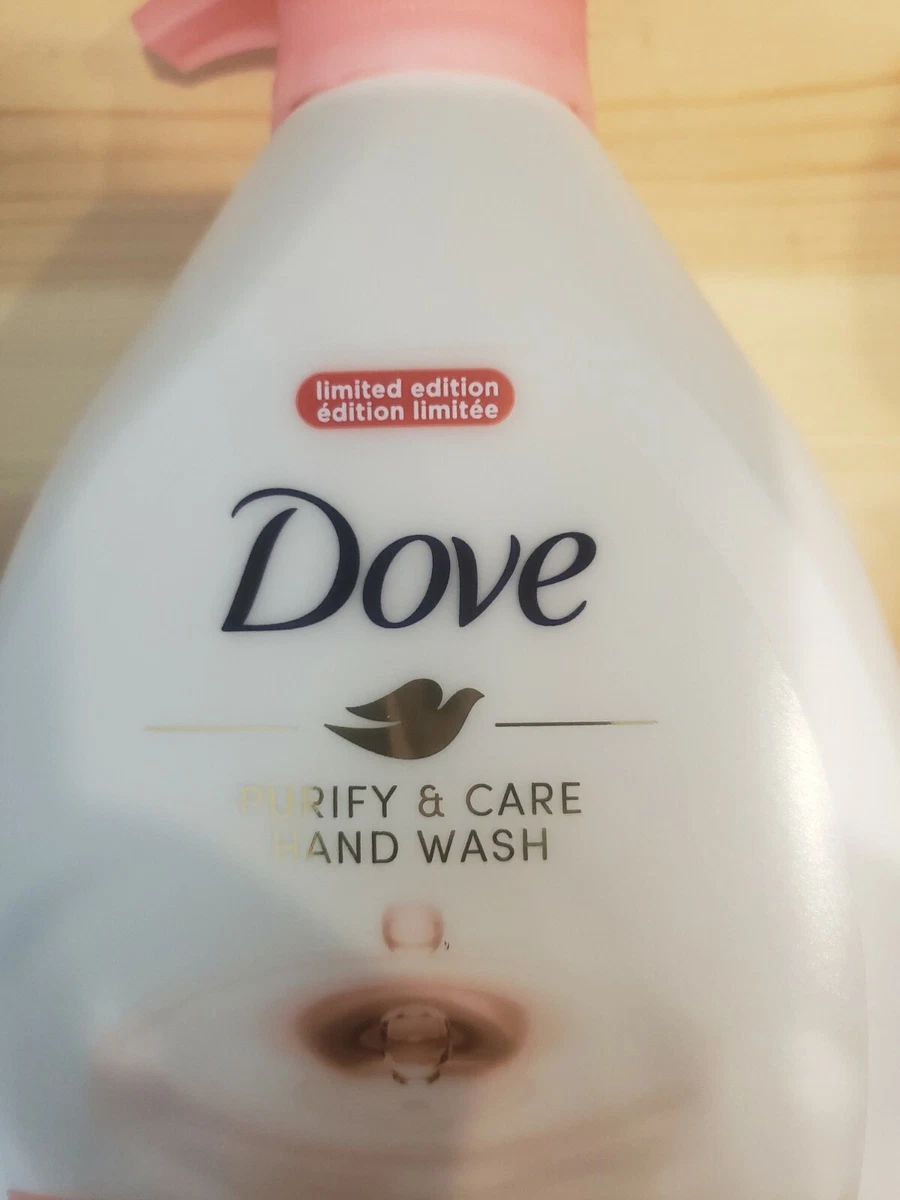 limited edition
édition limitée
Dove
PURIFY & CARE
HAND WASH